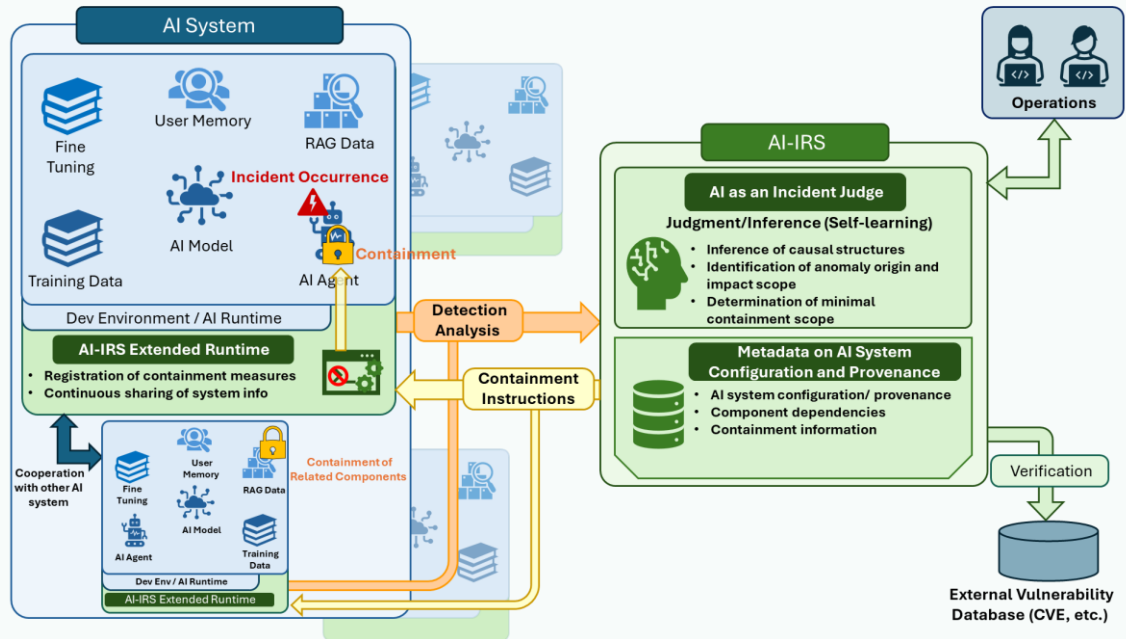 AI System
Fine
Tuning
User Memory
RAG Data
Incident Occurrence
AI Model
Training Data
Containment
AI Agent
Dev Environment / AI Runtime
AI-IRS Extended Runtime
• Registration of containment measures
• Continuous sharing of system info
Cooperation
with other AI
system
Fine
Tuning
User
Memory
RAG Data
AI Model
AI Agent
Training
Data
Dev Env / AI Runtime
AI-IRS Extended Runtime
Containment of
Related Components
Detection
Analysis
Containment
Instructions
AI-IRS
AI as an Incident Judge
Judgment/Inference (Self-learning)
• Inference of causal structures
• Identification of anomaly origin and
impact scope
• Determination of minimal
containment scope
Metadata on AI System
Configuration and Provenance
• AI system configuration/ provenance
• Component dependencies
• Containment information
Operations
Verification
External Vulnerability
Database (CVE, etc.)